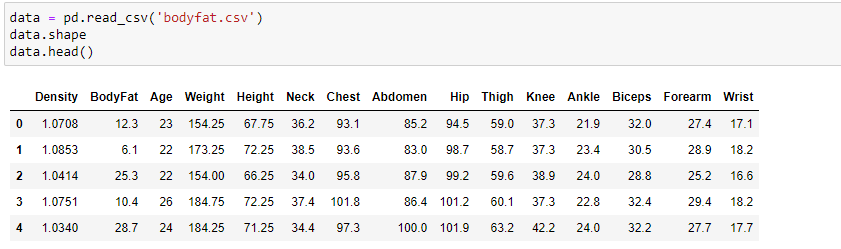 data = pd.read_csv('bodyfat.csv')
data.shape
data.head()
Density BodyFat Age Weight Height Neck Chest Abdomen Hip Thigh Knee Ankle Biceps Forearm Wrist
0 1.0708 12.3 23 154.25 67.75 36.2 93.1 85.2 94.5 59.0 37.3 21.9 32.0 27.4 17.1
1 1.0853 6.1 22 173.25 72.25 38.5 93.6 83.0 98.7 58.7 37.3 23.4 30.5 28.9 18.2
2 1.0414 25.3 22 154.00 66.25 34.0 95.8 87.9 99.2 59.6 38.9 24.0 28.8 25.2 16.6
3 1.0751 10.4 26 184.75 72.25 37.4 101.8 86.4 101.2 60.1 37.3 22.8 32.4 29.4 18.2
4 1.0340 28.7 24 184.25 71.25 34.4 97.3 100.0 101.9 63.2 42.2 24.0 32.2 27.7 17.7